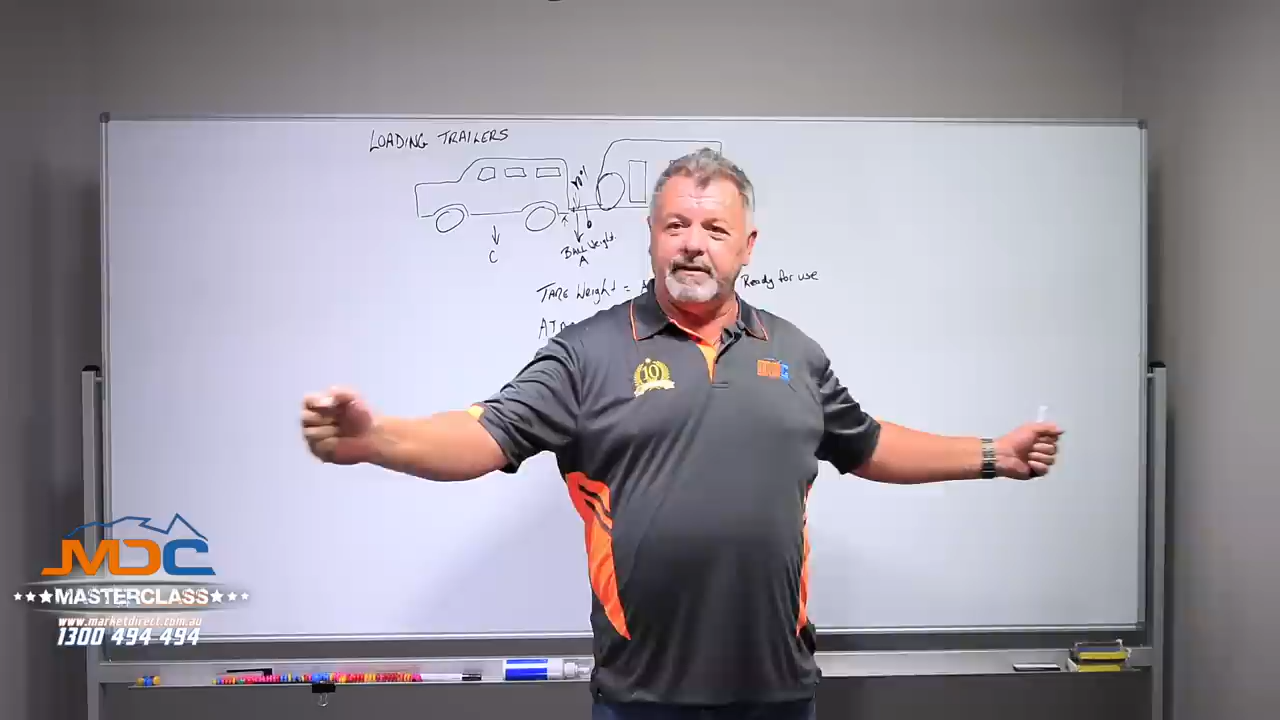 LOADING TRAILERS
C
BALL Weight.
A
TARE Weight = A
Ready for use
10
MDC
MASTERCLASS
www.marketdirect.com.au
1300 494 494